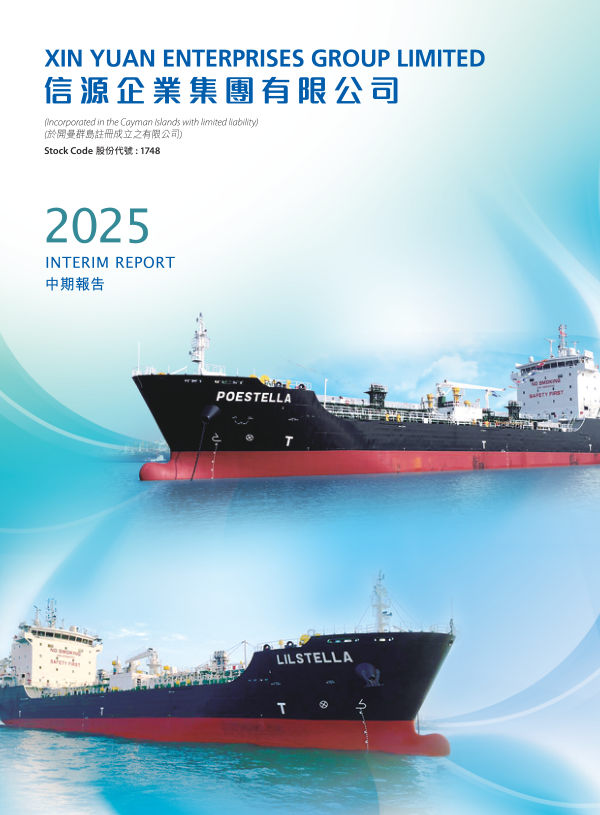 XIN YUAN ENTERPRISES GROUP LIMITED
信源企業集團有限公司
(Incorporated in the Cayman Islands with limited liability)
(於開曼群島註冊成立之有限公司)
Stock Code 股份代號 : 1748
2025
INTERIM REPORT
中期報告
NO SMOKING
SAFETY FIRST
POESTELLA
T
T
NO SMOKING
SAFETY FIRST
LILSTELLA
T
T